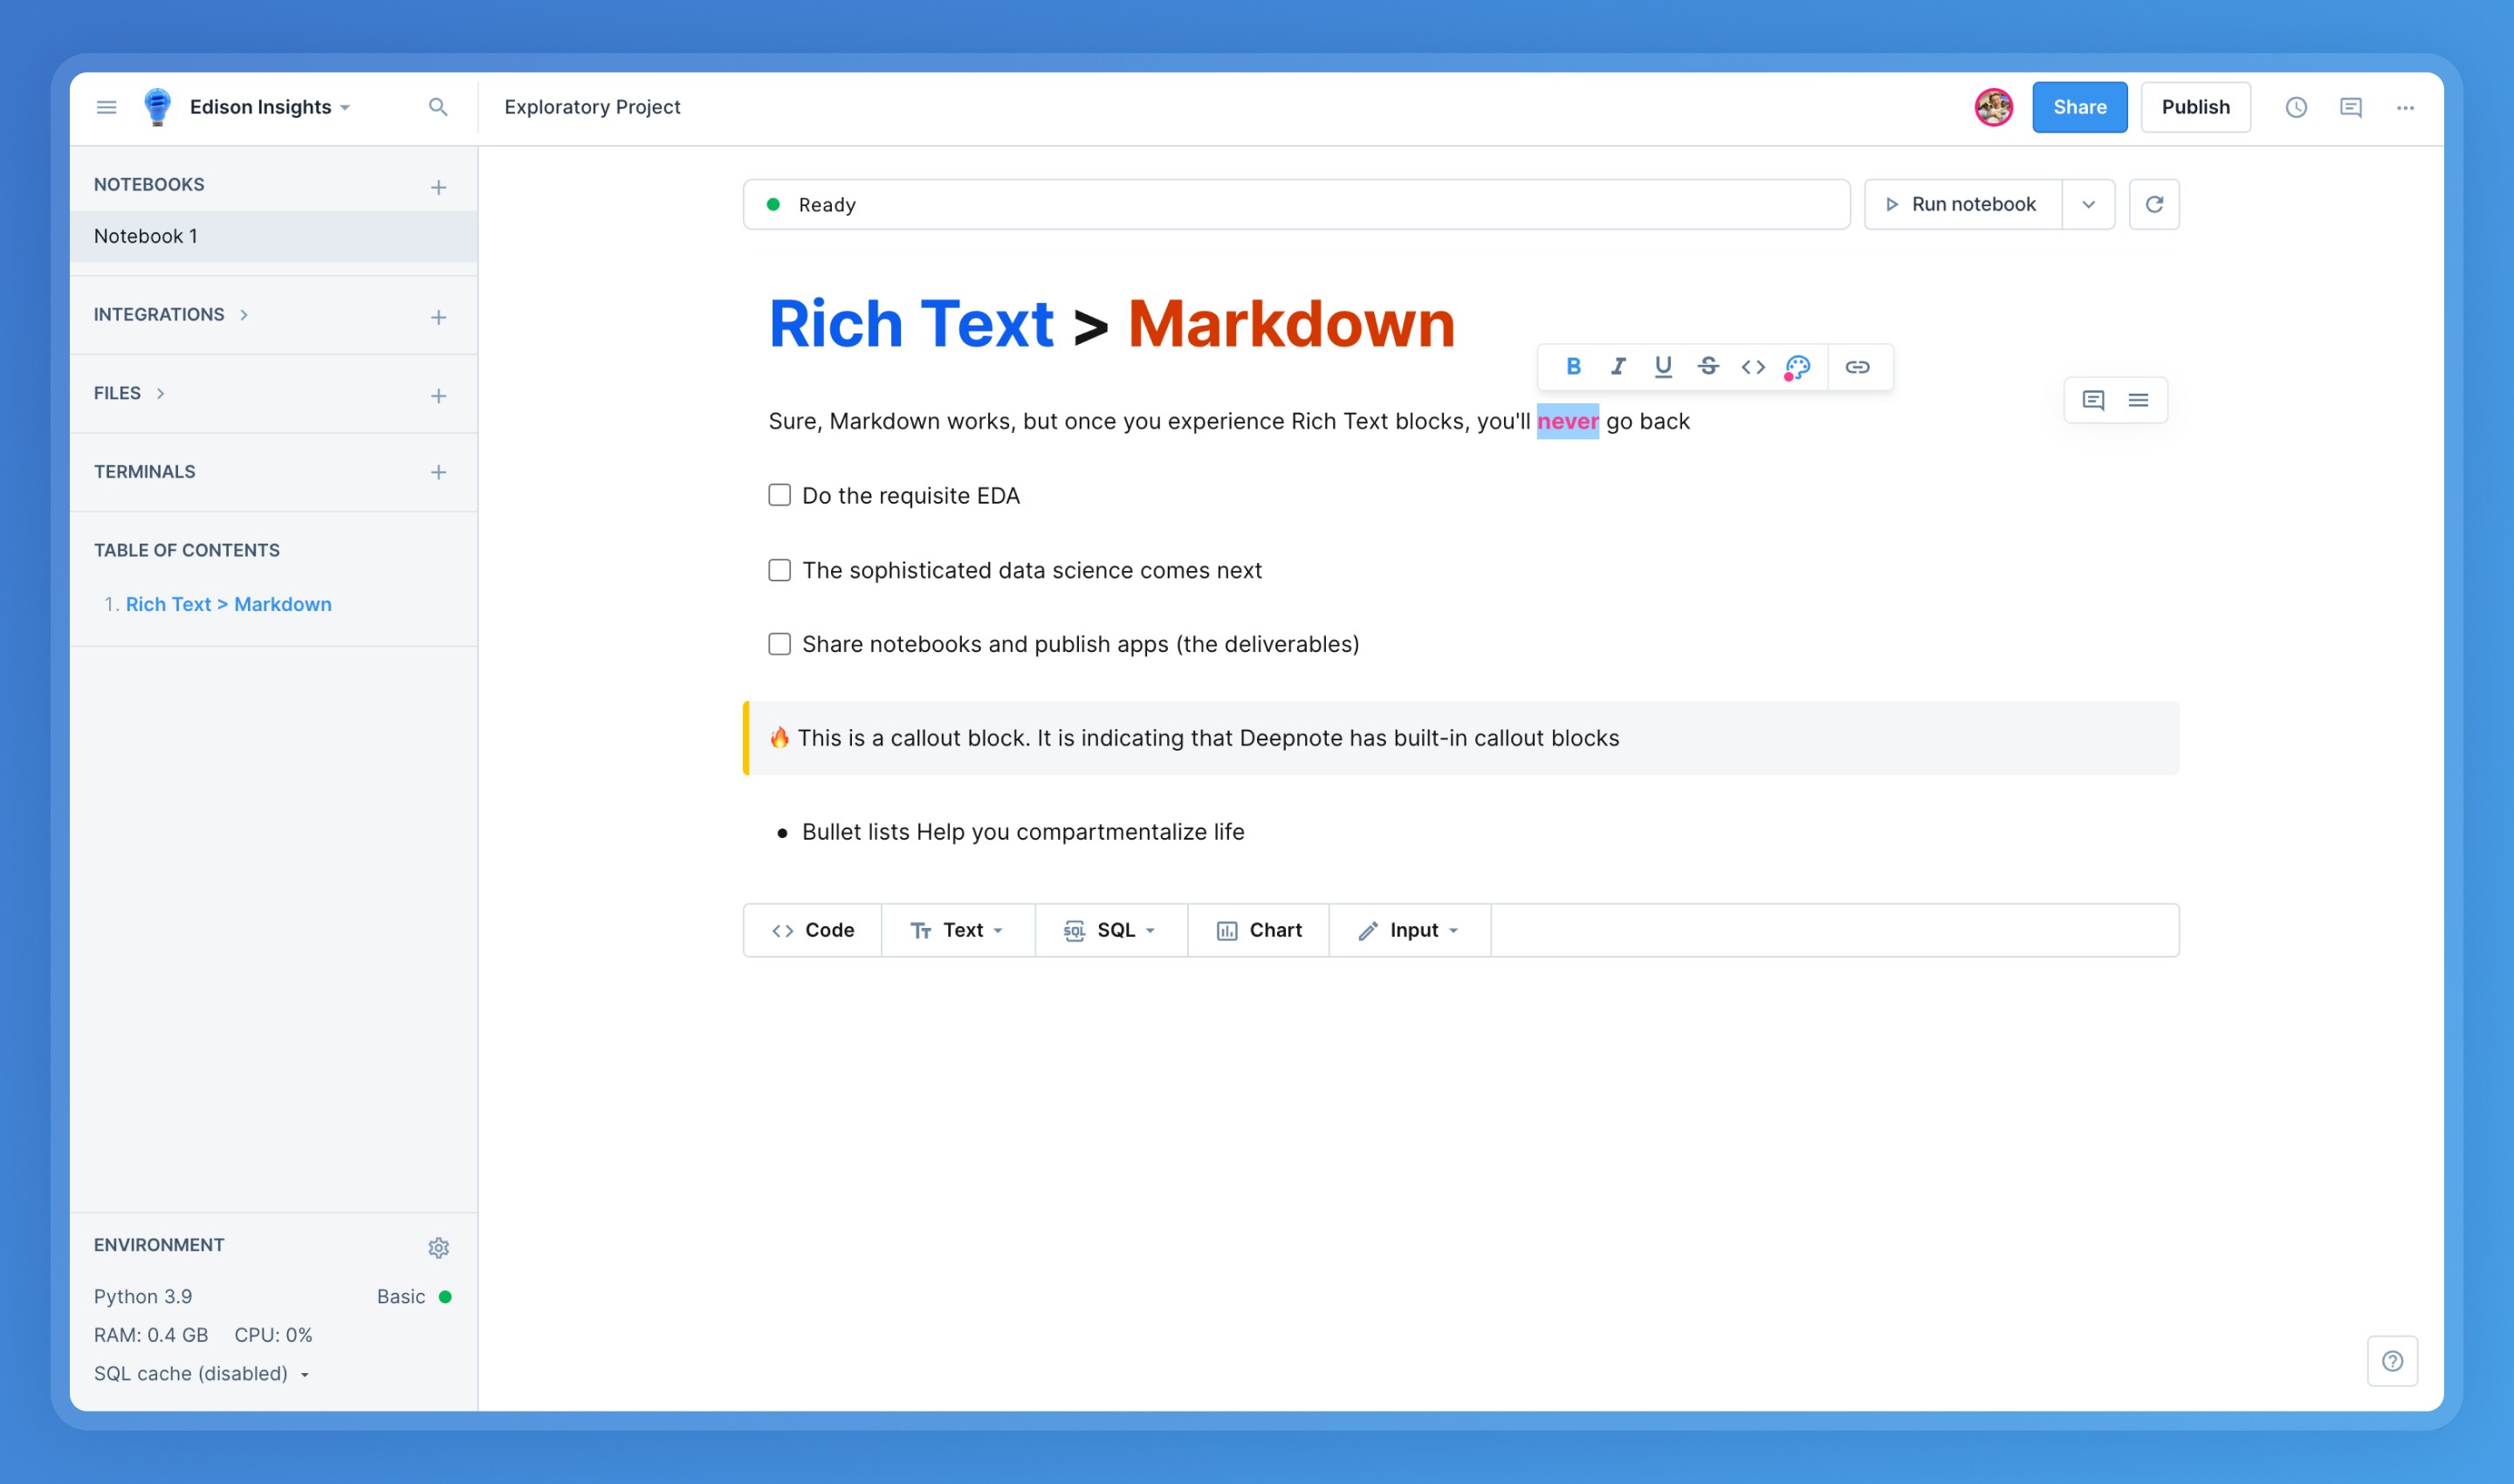 Edison Insights
Exploratory Project
Share
Publish
NOTEBOOKS
Notebook 1
INTEGRATIONS
FILES
TERMINALS
TABLE OF CONTENTS
1. Rich Text > Markdown
Ready
Run notebook
Rich Text > Markdown
B I U S
Sure, Markdown works, but once you experience Rich Text blocks, you'll never go back
Do the requisite EDA
The sophisticated data science comes next
Share notebooks and publish apps (the deliverables)
🔥 This is a callout block. It is indicating that Deepnote has built-in callout blocks
• Bullet lists Help you compartmentalize life
Code
Text
SQL SQL
Chart
Input
ENVIRONMENT
Python 3.9 Basic
RAM: 0.4 GB CPU: 0%
SQL cache (disabled)